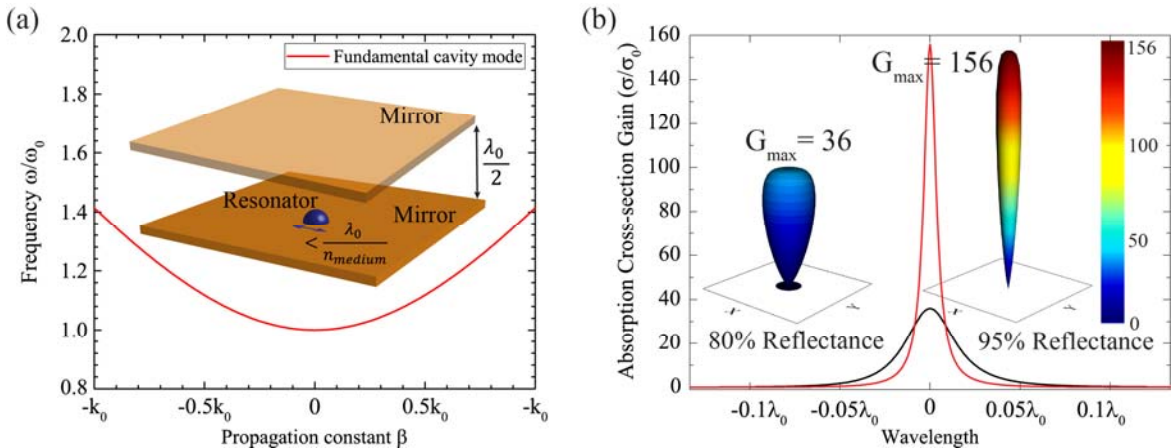 (a)
2.0
1.8
1.6
1.4
1.2
1.0
0.8
Frequency ω/ω0
Fundamental cavity mode
Mirror
λ0
2
Resonator
Mirror
< λ0
nmedium
-k0
-0.5k0
0
0.5k0
-k0
Propagation constant β
(b)
160
140
120
100
80
60
40
20
0
Absorption Cross-section Gain (σ/σ0)
Gmax = 156
Gmax = 36
156
100
50
0
Y
Y
80% Reflectance
95% Reflectance
-0.1λ0
-0.05λ0
0
0.05λ0
0.1λ0
Wavelength